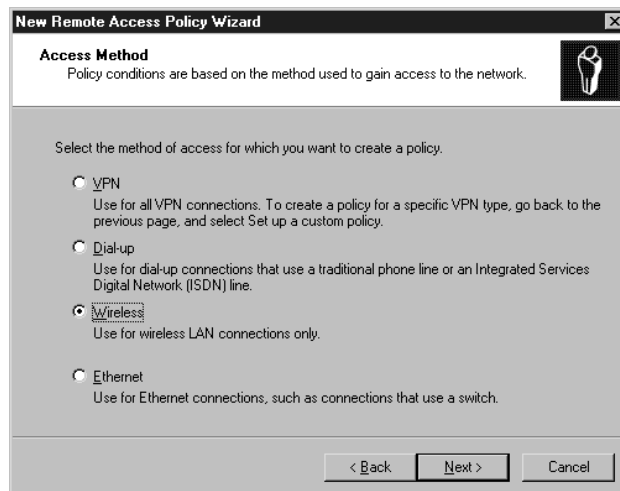 New Remote Access Policy Wizard
Access Method
Policy conditions are based on the method used to gain access to the network.
Select the method of access for which you want to create a policy.
VPN
Use for all VPN connections. To create a policy for a specific VPN type, go back to the
previous page, and select Set up a custom policy.
Dial-up
Use for dial-up connections that use a traditional phone line or an Integrated Services
Digital Network (ISDN) line.
Wireless
Use for wireless LAN connections only.
Ethernet
Use for Ethernet connections, such as connections that use a switch.
< Back Next > Cancel